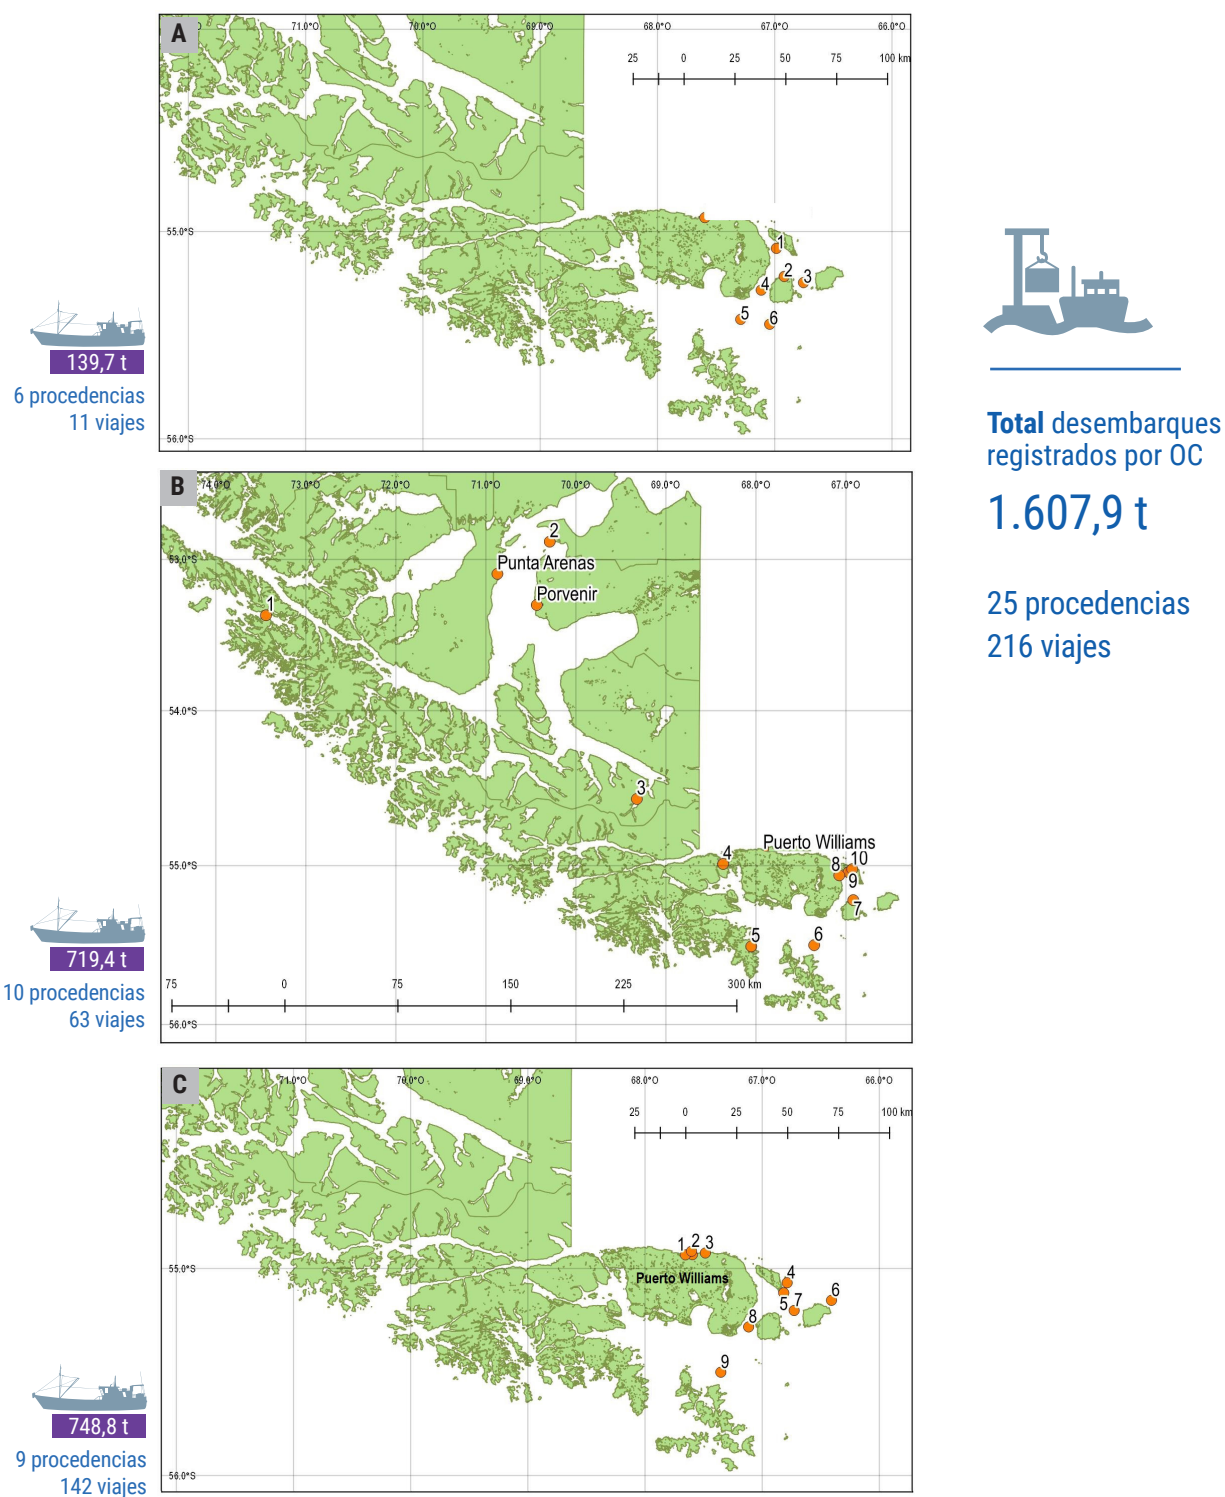 A
71.0°O
70.0°O
69.0°O
68.0°O
67.0°O
66.0°O
25
0
25
50
75
100 km
55.0°S
1
2
3
4
5
6
56.0°S
139,7 t
6 procedencias
11 viajes
B
74.0°O
73.0°O
72.0°O
71.0°O
70.0°O
69.0°O
68.0°O
67.0°O
2
53.0°S
Punta Arenas
Porvenir
1
54.0°S
3
Puerto Williams
4
8
10
55.0°S
9
7
5
6
75
0
75
150
225
300 km
56.0°S
719,4 t
10 procedencias
63 viajes
C
71.0°O
70.0°O
69.0°O
68.0°O
67.0°O
66.0°O
25
0
25
50
75
100 km
1
2
3
55.0°S
Puerto Williams
4
5
7
6
8
9
56.0°S
748,8 t
9 procedencias
142 viajes
Total desembarques
registrados por OC
1.607,9 t
25 procedencias
216 viajes